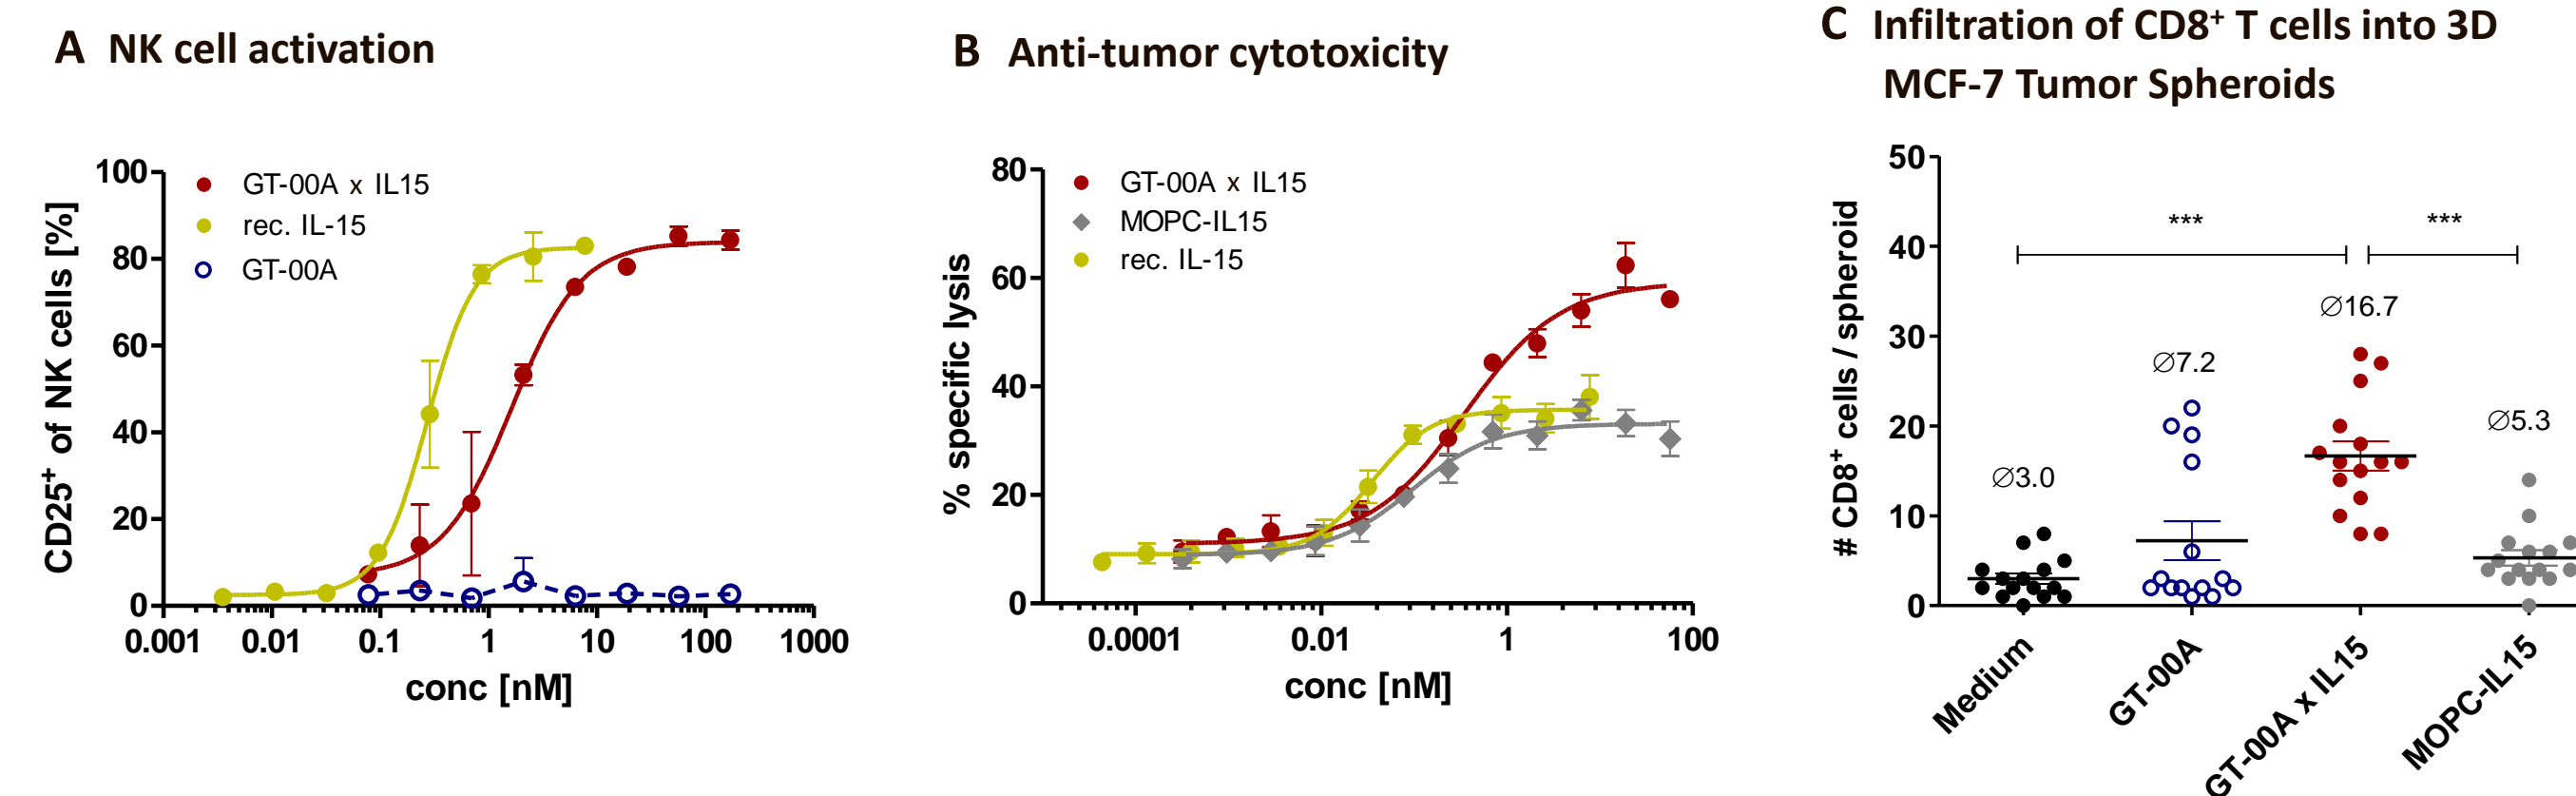 A NK cell activation
100
80
60
40
20
0
CD25+ of NK cells [%]
GT-00A x IL15
rec. IL-15
GT-00A
0.001 0.01 0.1 1 10 100 1000
conc [nM]
B Anti-tumor cytotoxicity
80
60
40
20
0
% specific lysis
GT-00A x IL15
MOPC-IL15
rec. IL-15
0.0001 0.01 1 100
conc [nM]
C Infiltration of CD8+ T cells into 3D
MCF-7 Tumor Spheroids
50
40
30
20
10
0
# CD8+ cells / spheroid
*** ***
∅3.0
∅7.2
∅16.7
∅5.3
Medium
GT-00A
GT-00A x IL15
MOPC-IL15